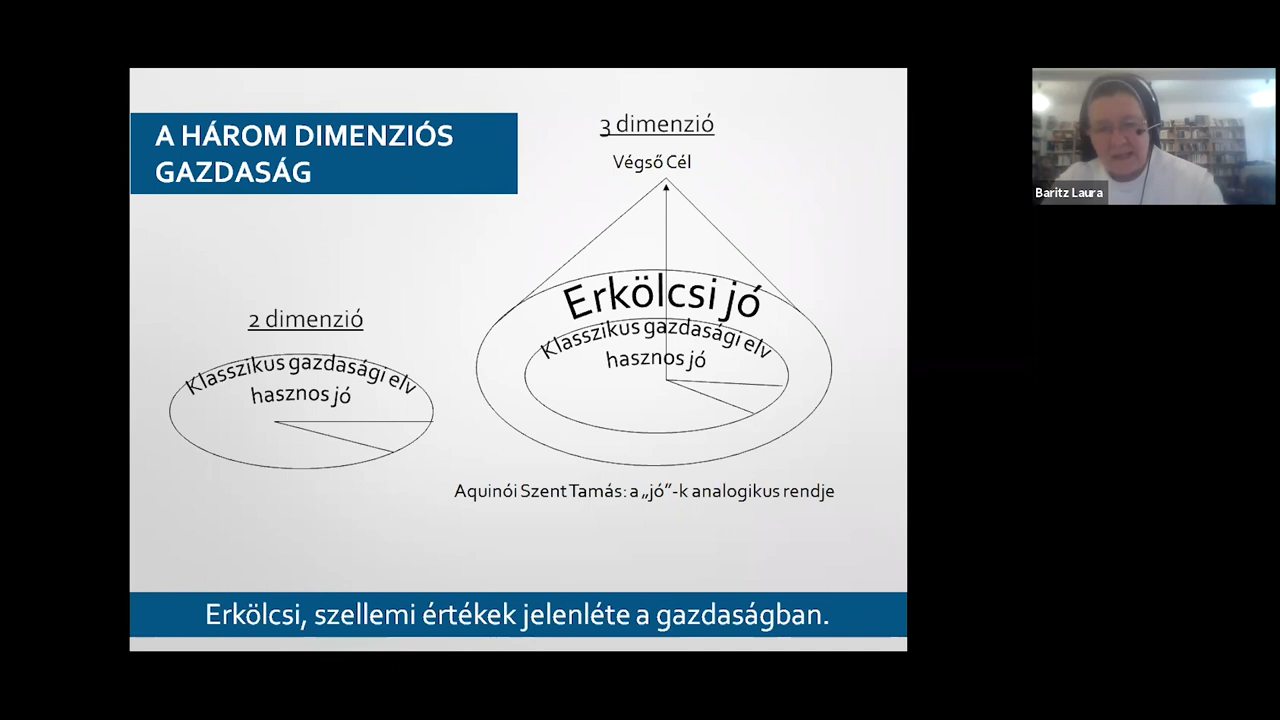 A HÁROM DIMENZIÓS
GAZDASÁG
2 dimenzió
Klasszikus gazdasági elv
hasznos jó
3 dimenzió
Végső Cél
Erkölcsi jó
Klasszikus gazdasági elv
hasznos jó
Aquinói Szent Tamás: a „jó”-k analogikus rendje
Erkölcsi, szellemi értékek jelenléte a gazdaságban.
Baritz Laura